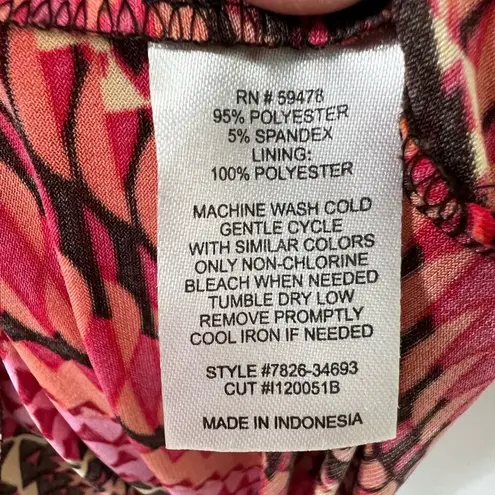 RN # 59478
95% POLYESTER
5% SPANDEX
LINING:
100% POLYESTER
MACHINE WASH COLD
GENTLE CYCLE
WITH SIMILAR COLORS
ONLY NON-CHLORINE
BLEACH WHEN NEEDED
TUMBLE DRY LOW
REMOVE PROMPTLY
COOL IRON IF NEEDED
STYLE #7826-34693
CUT #I120051B
MADE IN INDONESIA